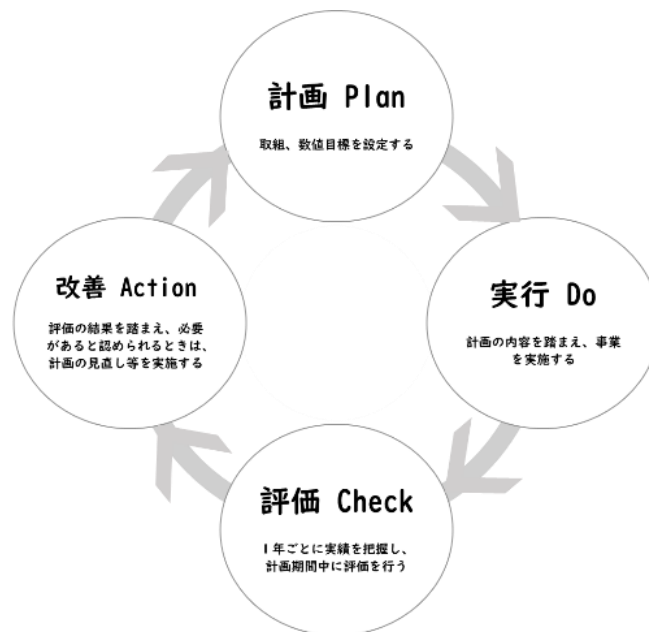 計画 Plan
取組、数値目標を設定する
実行 Do
計画の内容を踏まえ、事業
を実施する
評価 Check
1年ごとに実績を把握し、
計画期間中に評価を行う
改善 Action
評価の結果を踏まえ、必要
があると認められるときは、
計画の見直し等を実施する